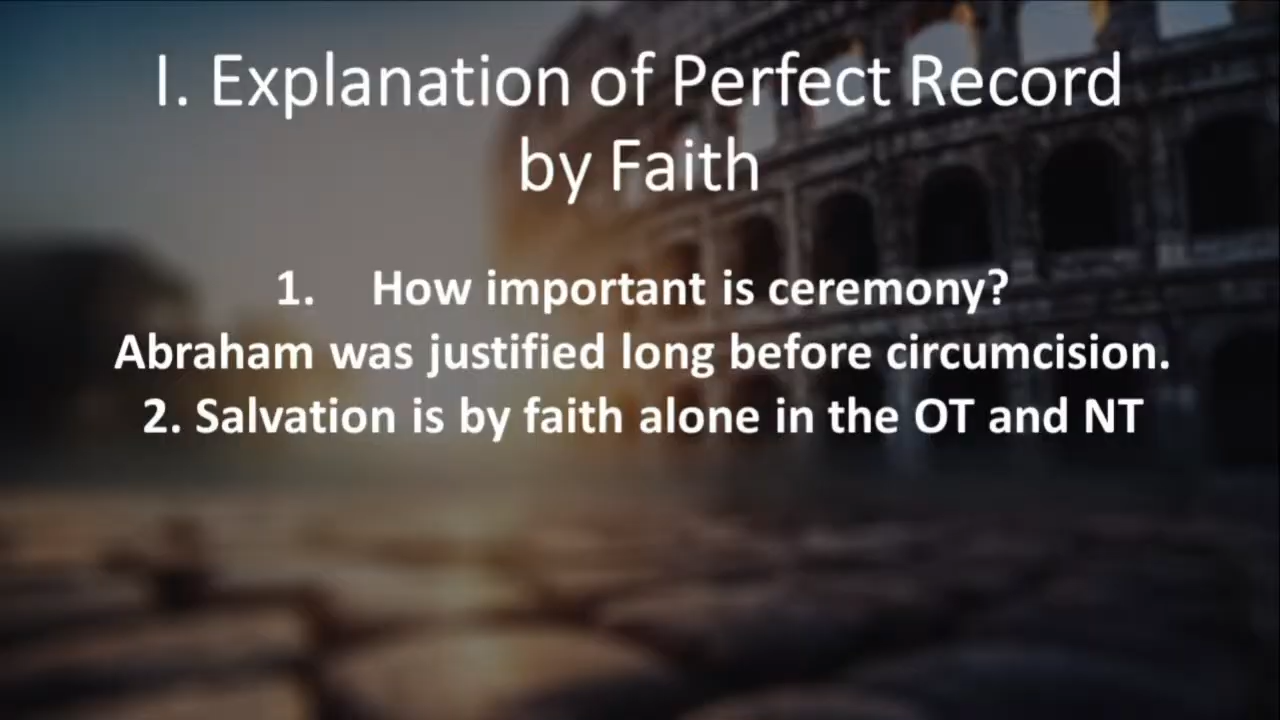 I. Explanation of Perfect Record
by Faith
1. How important is ceremony?
Abraham was justified long before circumcision.
2. Salvation is by faith alone in the OT and NT